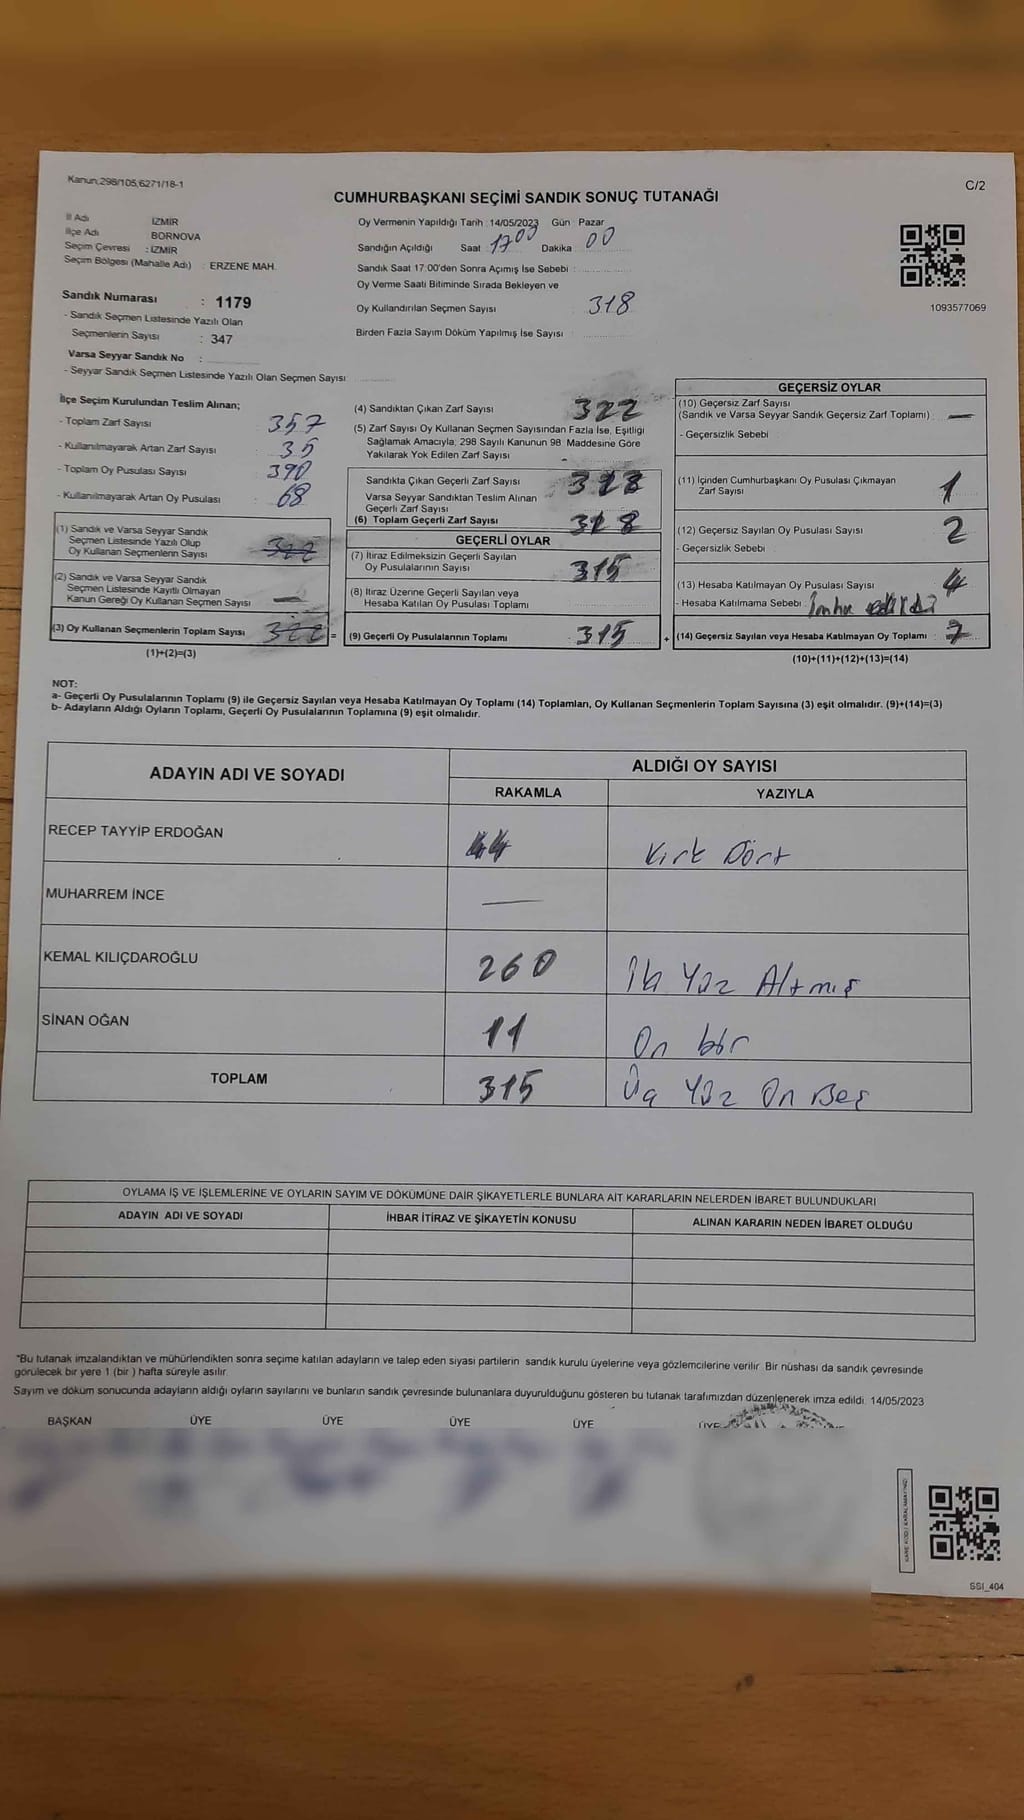 Kanun;298/105,6271/18-1
C/2
CUMHURBAŞKANI SEÇİMİ SANDIK SONUÇ TUTANAĞI
İl Adı İZMİR
İlçe Adı BORNOVA
Seçim Çevresi : İZMİR
Seçim Bölgesi (Mahalle Adı) : ERZENE MAH.
Sandık Numarası : 1179
- Sandık Seçmen Listesinde Yazılı Olan
Seçmenlerin Sayısı : 347
Varsa Seyyar Sandık No :
- Seyyar Sandık Seçmen Listesinde Yazılı Olan Seçmen Sayısı
Oy Vermenin Yapıldığı Tarih : 14/05/2023 Gün : Pazar
Sandığın Açıldığı Saat 1700 Dakika 00
Sandık Saat 17:00'den Sonra Açımış İse Sebebi :
Oy Verme Saati Bitiminde Sırada Bekleyen ve
Oy Kullandırılan Seçmen Sayısı 318
Birden Fazla Sayım Döküm Yapılmış İse Sayısı
1093577069
İlçe Seçim Kurulundan Teslim Alınan;
- Toplam Zarf Sayısı 357
- Kullanılmayarak Artan Zarf Sayısı : 35
- Toplam Oy Pusulası Sayısı 390
- Kullanılmayarak Artan Oy Pusulası 68
(1) Sandık ve Varsa Seyyar Sandık
Seçmen Listesinde Yazılı Olup
Oy Kullanan Seçmenlerin Sayısı 322
(2) Sandık ve Varsa Seyyar Sandık
Seçmen Listesinde Kayıtlı Olmayan
Kanun Gereği Oy Kullanan Seçmen Sayısı —
(3) Oy Kullanan Seçmenlerin Toplam Sayısı 322 =
(1)+(2)=(3)
(4) Sandıktan Çıkan Zarf Sayısı 322
(5) Zarf Sayısı Oy Kullanan Seçmen Sayısından Fazla İse, Eşitliği
Sağlamak Amacıyla; 298 Sayılı Kanunun 98. Maddesine Göre
Yakılarak Yok Edilen Zarf Sayısı
Sandıkta Çıkan Geçerli Zarf Sayısı
Varsa Seyyar Sandıktan Teslim Alınan
Geçerli Zarf Sayısı
(6) Toplam Geçerli Zarf Sayısı
GEÇERLİ OYLAR
(7) İtiraz Edilmeksizin Geçerli Sayılan
Oy Pusulalarının Sayısı 315
(8) İtiraz Üzerine Geçerli Sayılan veya
Hesaba Katılan Oy Pusulası Toplamı
(9) Geçerli Oy Pusulalarının Toplamı : 315 +
GEÇERSİZ OYLAR
(10) Geçersiz Zarf Sayısı
(Sandık ve Varsa Seyyar Sandık Geçersiz Zarf Toplamı) : —
- Geçersizlik Sebebi
(11) İçinden Cumhurbaşkanı Oy Pusulası Çıkmayan
Zarf Sayısı 1
(12) Geçersiz Sayılan Oy Pusulası Sayısı : 2
- Geçersizlik Sebebi :
(13) Hesaba Katılmayan Oy Pusulası Sayısı : 4
- Hesaba Katılmama Sebebi : İmha edildi
(14) Geçersiz Sayılan veya Hesaba Katılmayan Oy Toplamı : 7
(10)+(11)+(12)+(13)=(14)
NOT:
a- Geçerli Oy Pusulalarının Toplamı (9) ile Geçersiz Sayılan veya Hesaba Katılmayan Oy Toplamı (14) Toplamları, Oy Kullanan Seçmenlerin Toplam Sayısına (3) eşit olmalıdır. (9)+(14)=(3)
b- Adayların Aldığı Oyların Toplamı, Geçerli Oy Pusulalarının Toplamına (9) eşit olmalıdır.
ADAYIN ADI VE SOYADI ALDIĞI OY SAYISI
RAKAMLA YAZIYLA
RECEP TAYYİP ERDOĞAN 44 Kırk Dört
MUHARREM İNCE —
KEMAL KILIÇDAROĞLU 260 İki Yüz Altmış
SİNAN OĞAN 11 On bir
TOPLAM 315 Üç Yüz On Beş
OYLAMA İŞ VE İŞLEMLERİNE VE OYLARIN SAYIM VE DÖKÜMÜNE DAİR ŞİKAYETLERLE BUNLARA AİT KARARLARIN NELERDEN İBARET BULUNDUKLARI
ADAYIN ADI VE SOYADI İHBAR İTİRAZ VE ŞİKAYETİN KONUSU ALINAN KARARIN NEDEN İBARET OLDUĞU
*Bu tutanak imzalandıktan ve mühürlendikten sonra seçime katılan adayların ve talep eden siyasi partilerin sandık kurulu üyelerine veya gözlemcilerine verilir. Bir nüshası da sandık çevresinde
görülecek bir yere 1 (bir ) hafta süreyle asılır.
Sayım ve döküm sonucunda adayların aldığı oyların sayılarını ve bunların sandık çevresinde bulunanlara duyurulduğunu gösteren bu tutanak tarafımızdan düzenlenerek imza edildi. 14/05/2023
BAŞKAN ÜYE ÜYE ÜYE ÜYE ÜYE
SSI_404